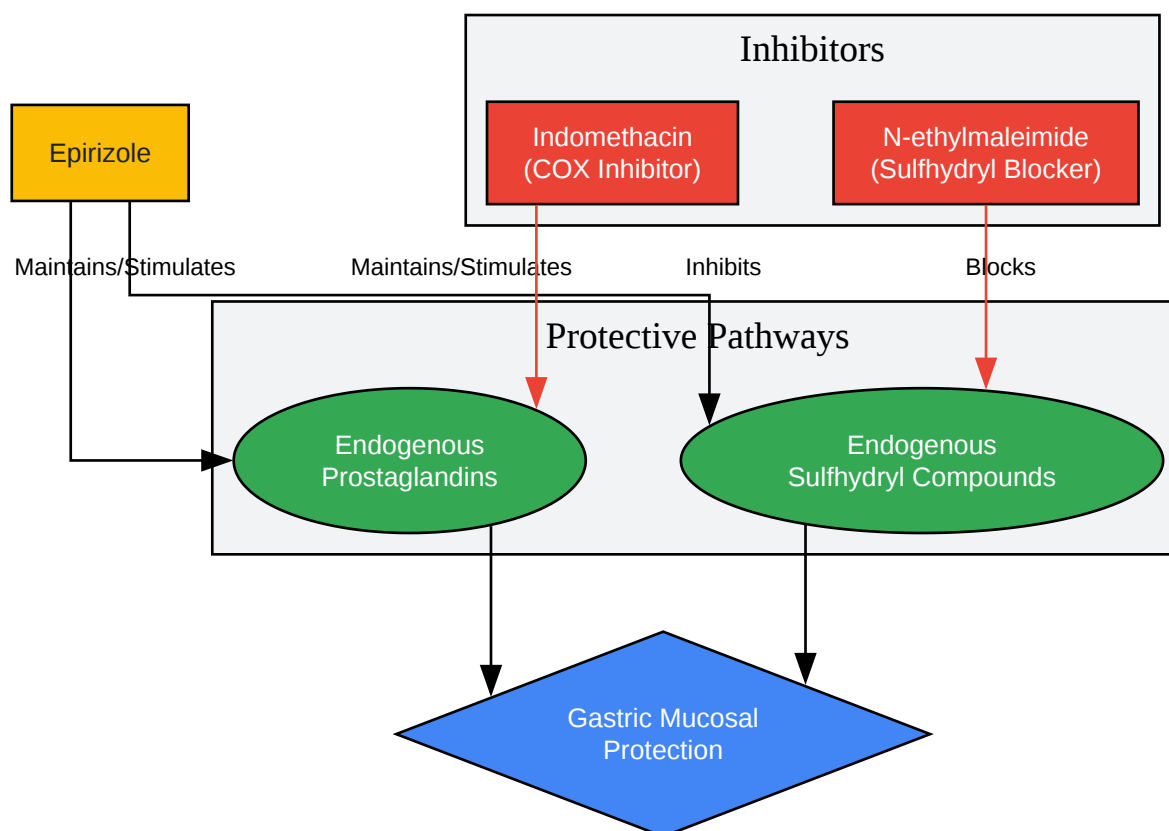 Inhibitors
Epirizole
Indomethacin
(COX Inhibitor)
N-ethylmaleimide
(Sulfhydryl Blocker)
Maintains/Stimulates
Maintains/Stimulates
Inhibits
Blocks
Protective Pathways
Endogenous
Prostaglandins
Endogenous
Sulfhydryl Compounds
Gastric Mucosal
Protection